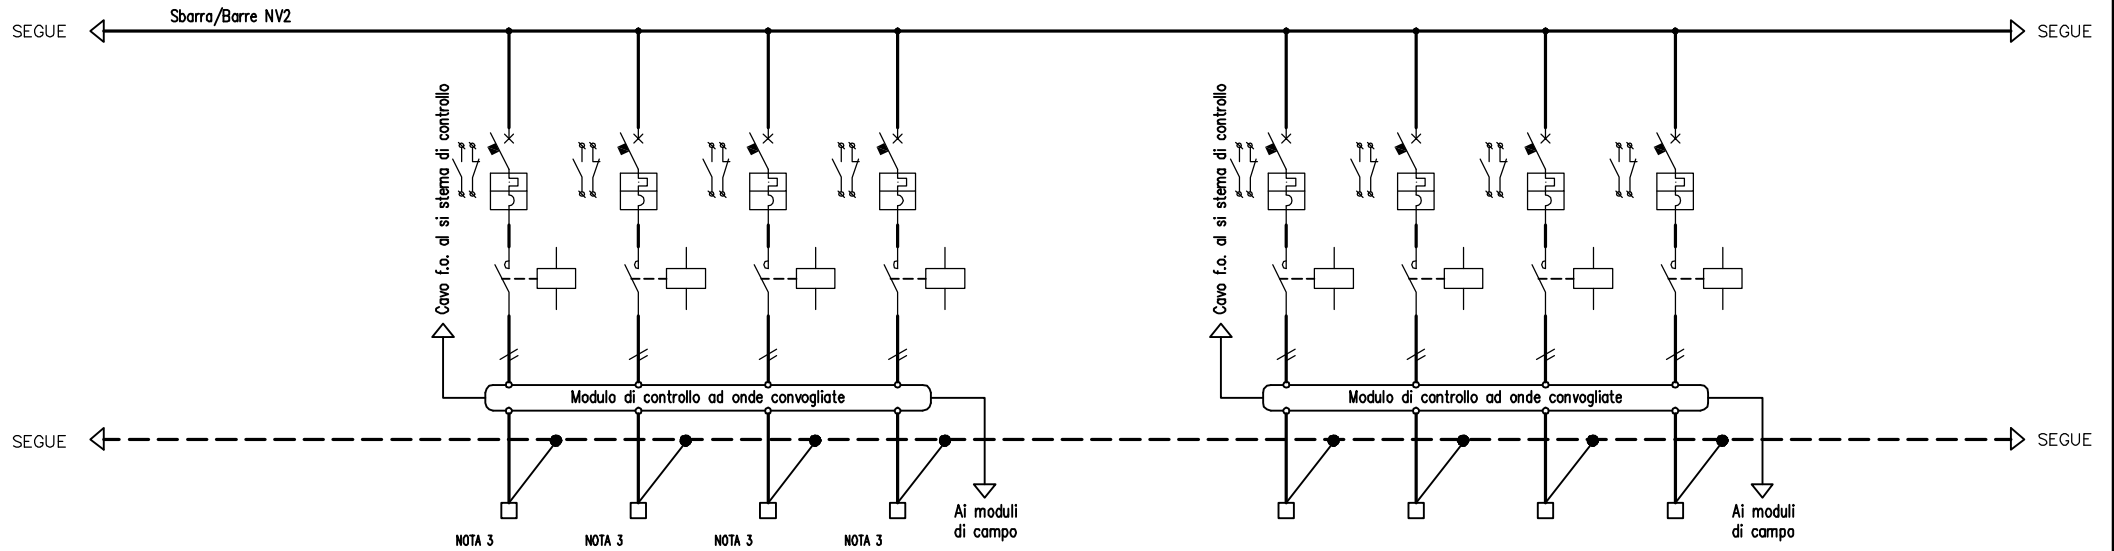 Sbarra/Barre NV2
SEGUE
SEGUE
Cavo f.o. al si stema di controllo
Cavo f.o. al si stema di controllo
Modulo di controllo ad onde convogliate
Modulo di controllo ad onde convogliate
SEGUE
SEGUE
Ai moduli
di campo
Ai moduli
di campo
NOTA 3
NOTA 3
NOTA 3
NOTA 3